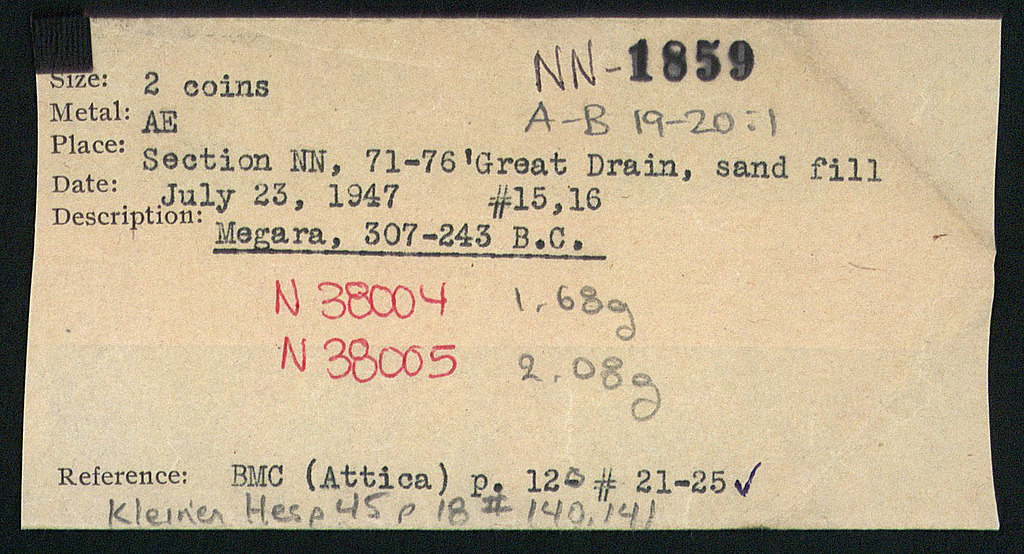 NN-1859
Size: 2 coins
A-B 19-20:1
Metal: AE
Place: Section NN, 71-76'Great Drain, sand fill
Date: July 23, 1947 #15,16
Description: Megara, 307-243 B.C.
N 38004 1.68g
N 38005 2.08g
Reference: BMC (Attica) p. # 21-25 ✓
Kleiner Hesp 45 p 18 # 140,141